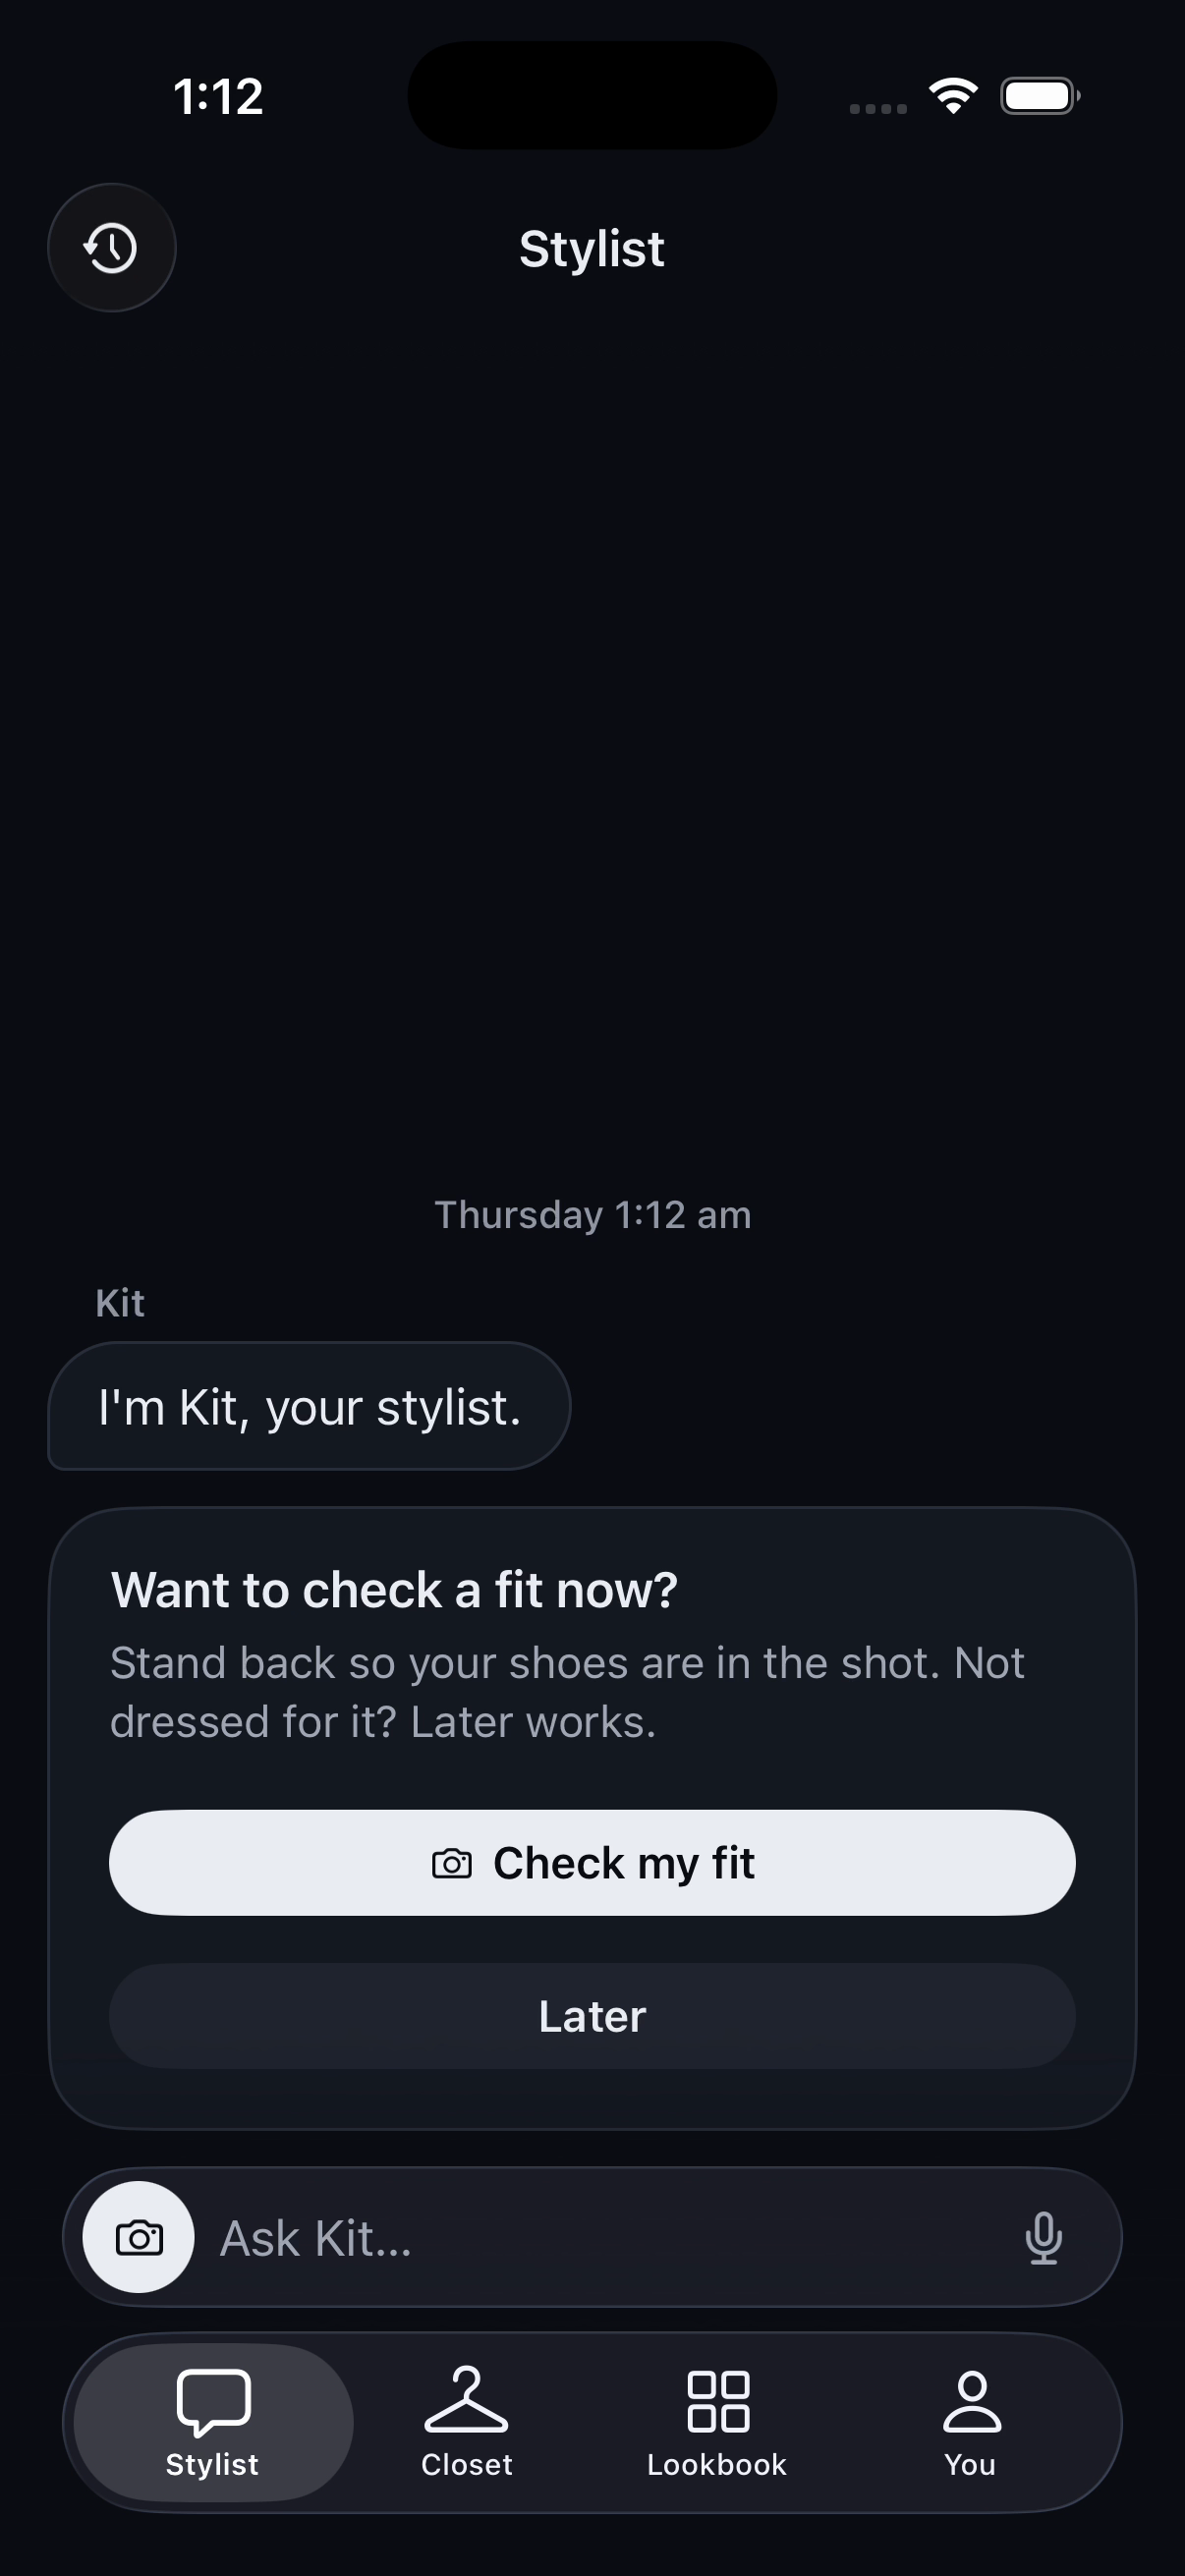 1:12
Stylist
Thursday 1:12 am
Kit
I'm Kit, your stylist.
Want to check a fit now?
Stand back so your shoes are in the shot. Not
dressed for it? Later works.
Check my fit
Later
Ask Kit...
Stylist
Closet
Lookbook
You